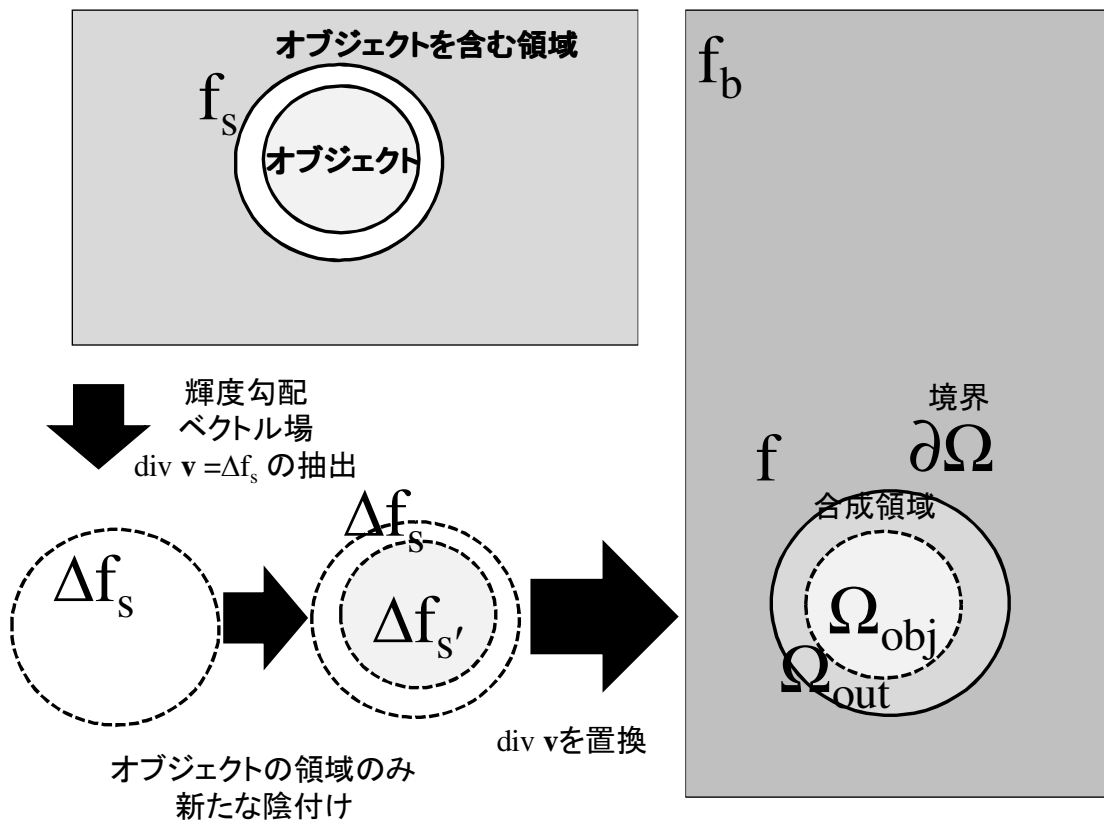 オブジェクトを含む領域
f_s
オブジェクト
輝度勾配
ベクトル場
div v =Δf_s の抽出
Δf_s
Δf_s
Δf_s′
オブジェクトの領域のみ
新たな陰付け
div vを置換
f_b
境界
∂Ω
f
合成領域
Ω_obj
Ω_out